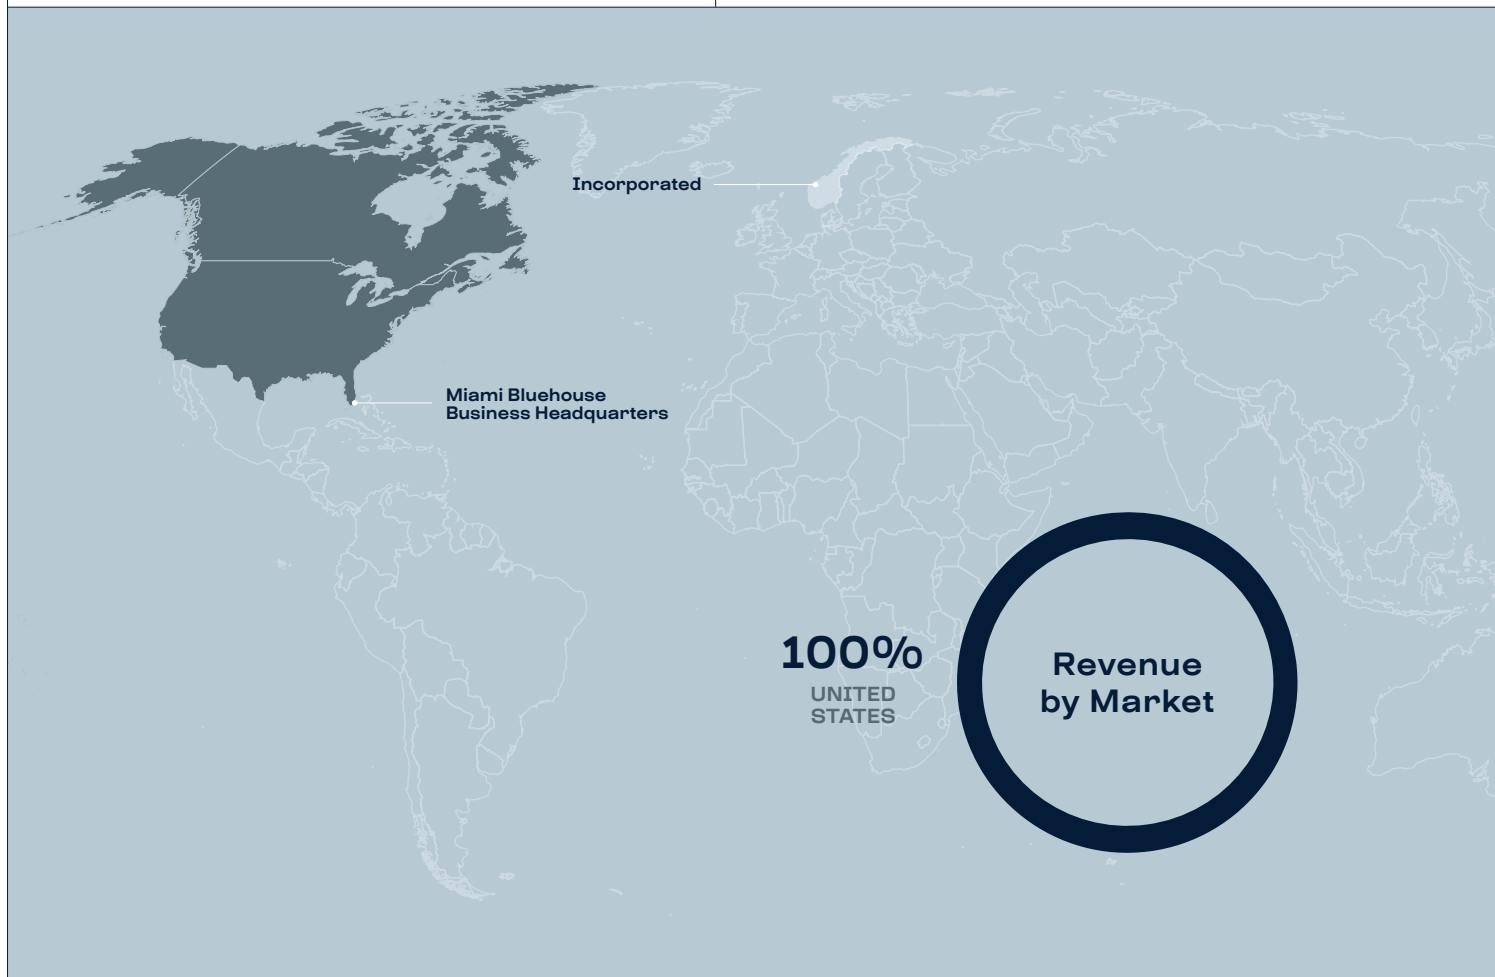 Incorporated
Miami Bluehouse
Business Headquarters
100%
UNITED
STATES
Revenue
by Market